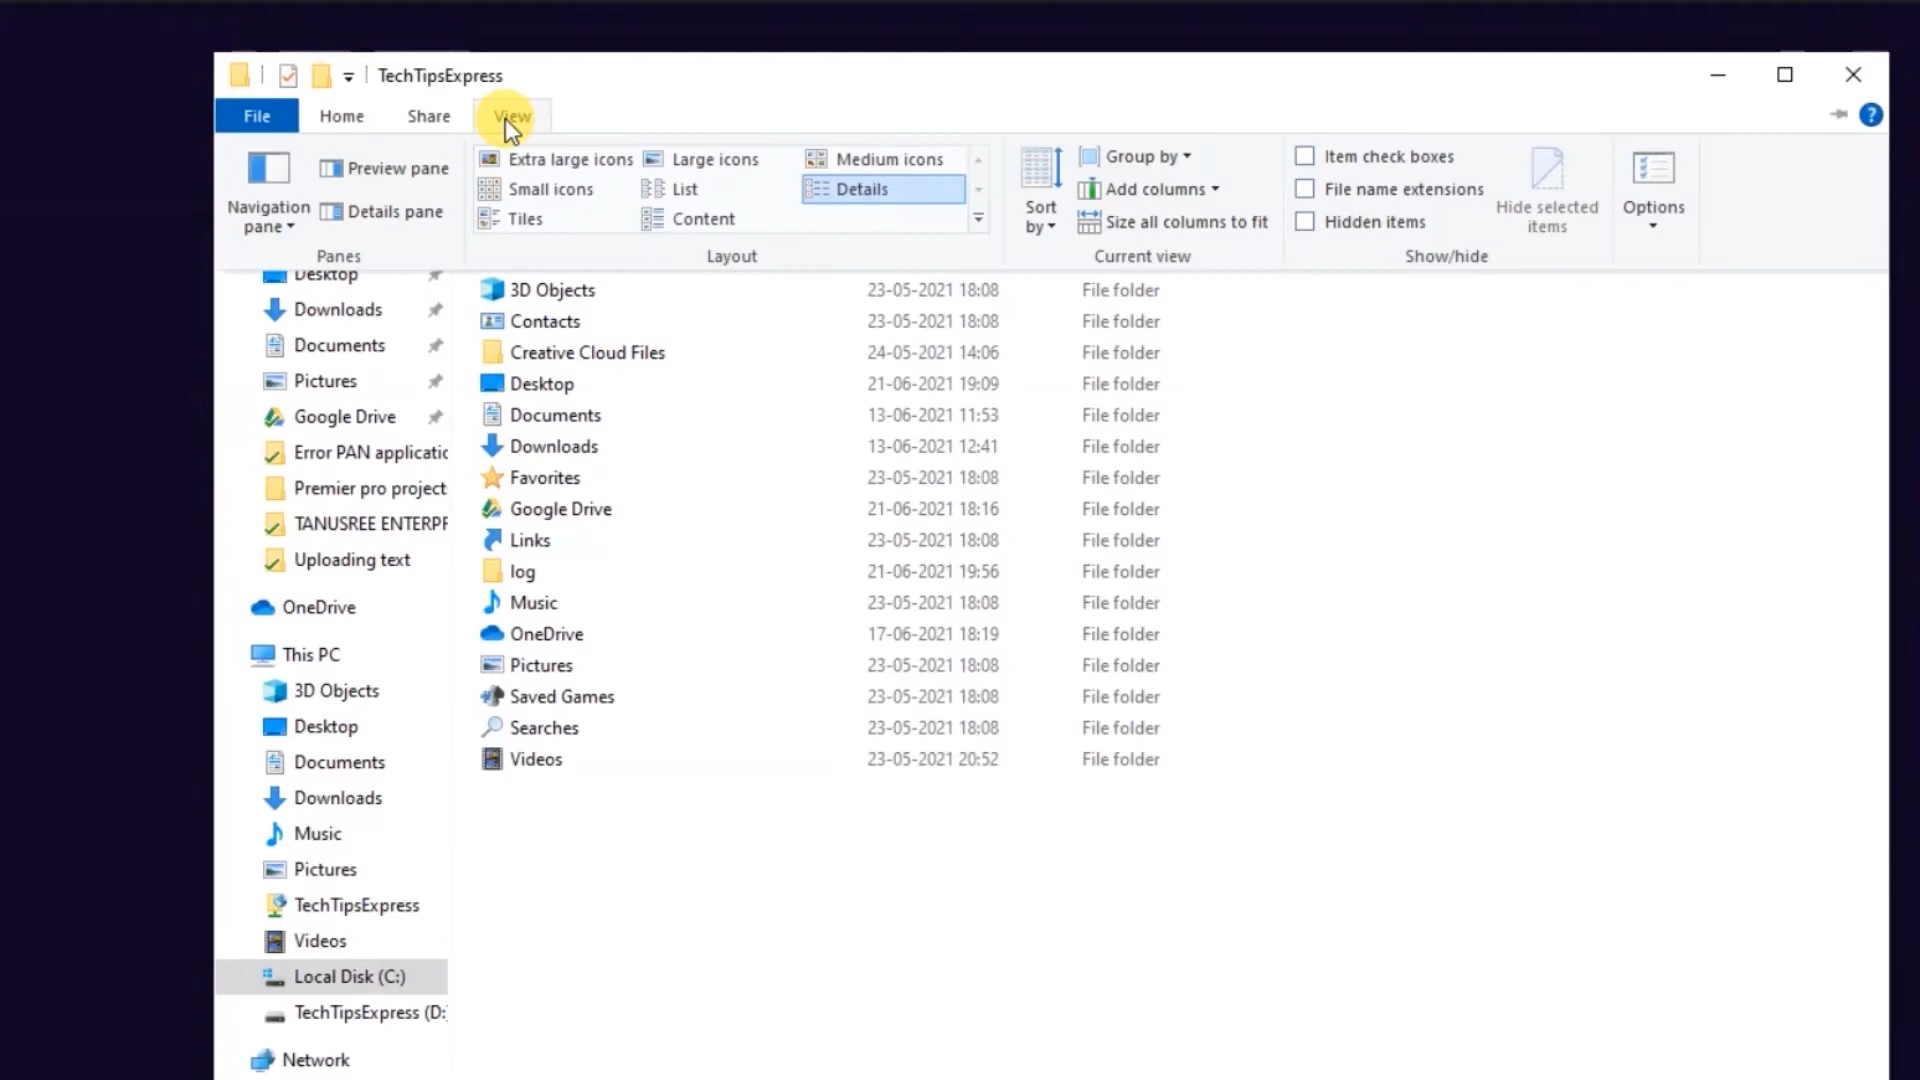 TechTipsExpress
File Home Share View
Navigation pane
Preview pane
Details pane
Panes
Extra large icons Large icons Medium icons
Small icons List Details
Tiles Content
Layout
Sort by
Group by
Add columns
Size all columns to fit
Current view
Item check boxes
File name extensions
Hidden items
Hide selected items
Show/hide
Options
Desktop
Downloads
Documents
Pictures
Google Drive
Error PAN applicatic
Premier pro project
TANUSREE ENTERPR
Uploading text
OneDrive
This PC
3D Objects
Desktop
Documents
Downloads
Music
Pictures
TechTipsExpress
Videos
Local Disk (C:)
TechTipsExpress (D:)
Network
3D Objects 23-05-2021 18:08 File folder
Contacts 23-05-2021 18:08 File folder
Creative Cloud Files 24-05-2021 14:06 File folder
Desktop 21-06-2021 19:09 File folder
Documents 13-06-2021 11:53 File folder
Downloads 13-06-2021 12:41 File folder
Favorites 23-05-2021 18:08 File folder
Google Drive 21-06-2021 18:16 File folder
Links 23-05-2021 18:08 File folder
log 21-06-2021 19:56 File folder
Music 23-05-2021 18:08 File folder
OneDrive 17-06-2021 18:19 File folder
Pictures 23-05-2021 18:08 File folder
Saved Games 23-05-2021 18:08 File folder
Searches 23-05-2021 18:08 File folder
Videos 23-05-2021 20:52 File folder